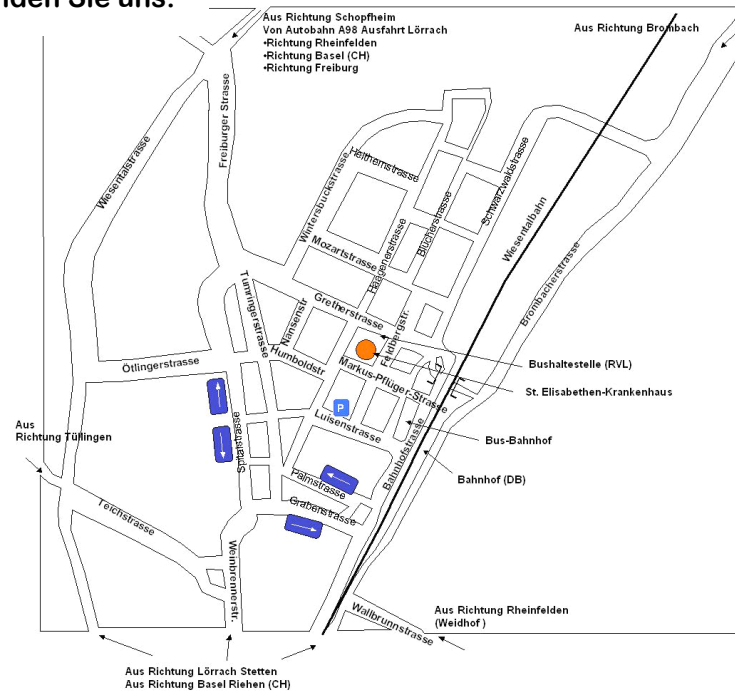 nden Sie uns:
Aus Richtung Schopfheim
Von Autobahn A98 Ausfahrt Lörrach
•Richtung Rheinfelden
•Richtung Basel (CH)
•Richtung Freiburg
Aus Richtung Brombach
Freiburger Strasse
Wiesentalstrasse
Wintersbuckstrasse
Helthernstrasse
Haagenerstrasse
Blücherstrasse
Schwarzwaldstrasse
Wiesentalbahn
Brombacherstrasse
Mozartstrasse
Gretherstrasse
Feldbergstr.
Tumringerstrasse
Nansenstr
Humboldtstr
Markus-Pflüger-Strasse
Bushaltestelle (RVL)
St. Elisabethen-Krankenhaus
Ötlingerstrasse
P
Luisenstrasse
Bahnhofstrasse
Bus-Bahnhof
Bahnhof (DB)
Aus
Richtung Tüllingen
Spitalstrasse
Palmstrasse
Grabenstrasse
Teichstrasse
Weinbrennerstr.
Wallbrunnstrasse
Aus Richtung Rheinfelden
(Weidhof )
Aus Richtung Lörrach Stetten
Aus Richtung Basel Riehen (CH)